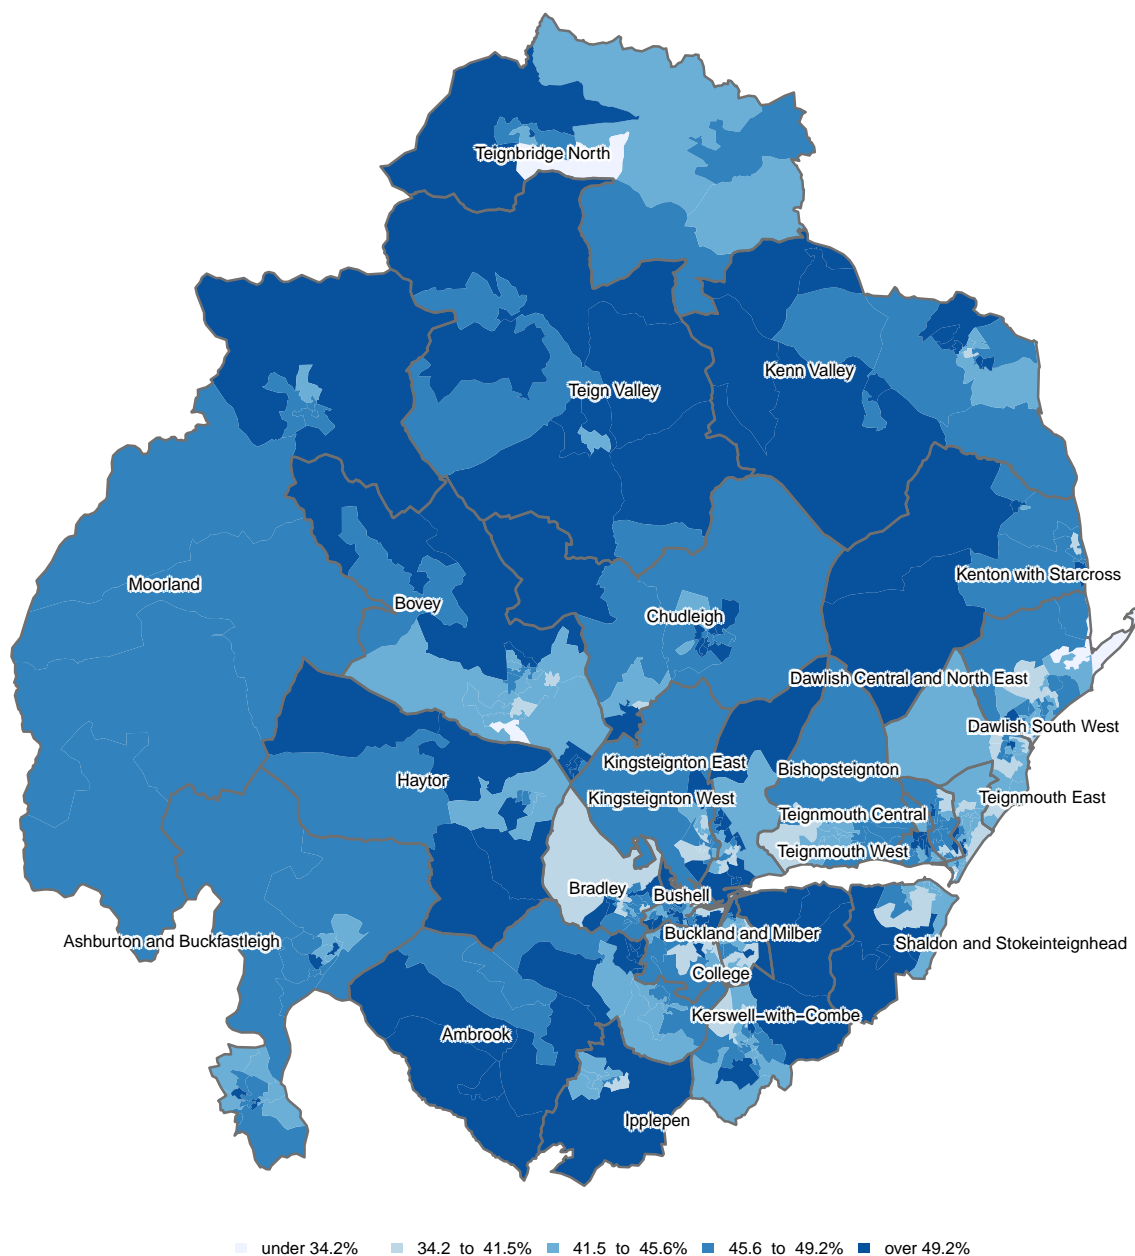 Teignbridge North
Kenn Valley
Teign Valley
Kenton with Starcross
Moorland
Bovey
Chudleigh
Dawlish Central and North East
Dawlish South West
Kingsteignton East
Bishopsteignton
Haytor
Kingsteignton West
Teignmouth East
Teignmouth Central
Teignmouth West
Bradley
Bushell
Buckland and Milber
Ashburton and Buckfastleigh
Shaldon and Stokeinteignhead
College
Kerswell-with-Combe
Ambrook
Ipplepen
under 34.2% 34.2 to 41.5% 41.5 to 45.6% 45.6 to 49.2% over 49.2%